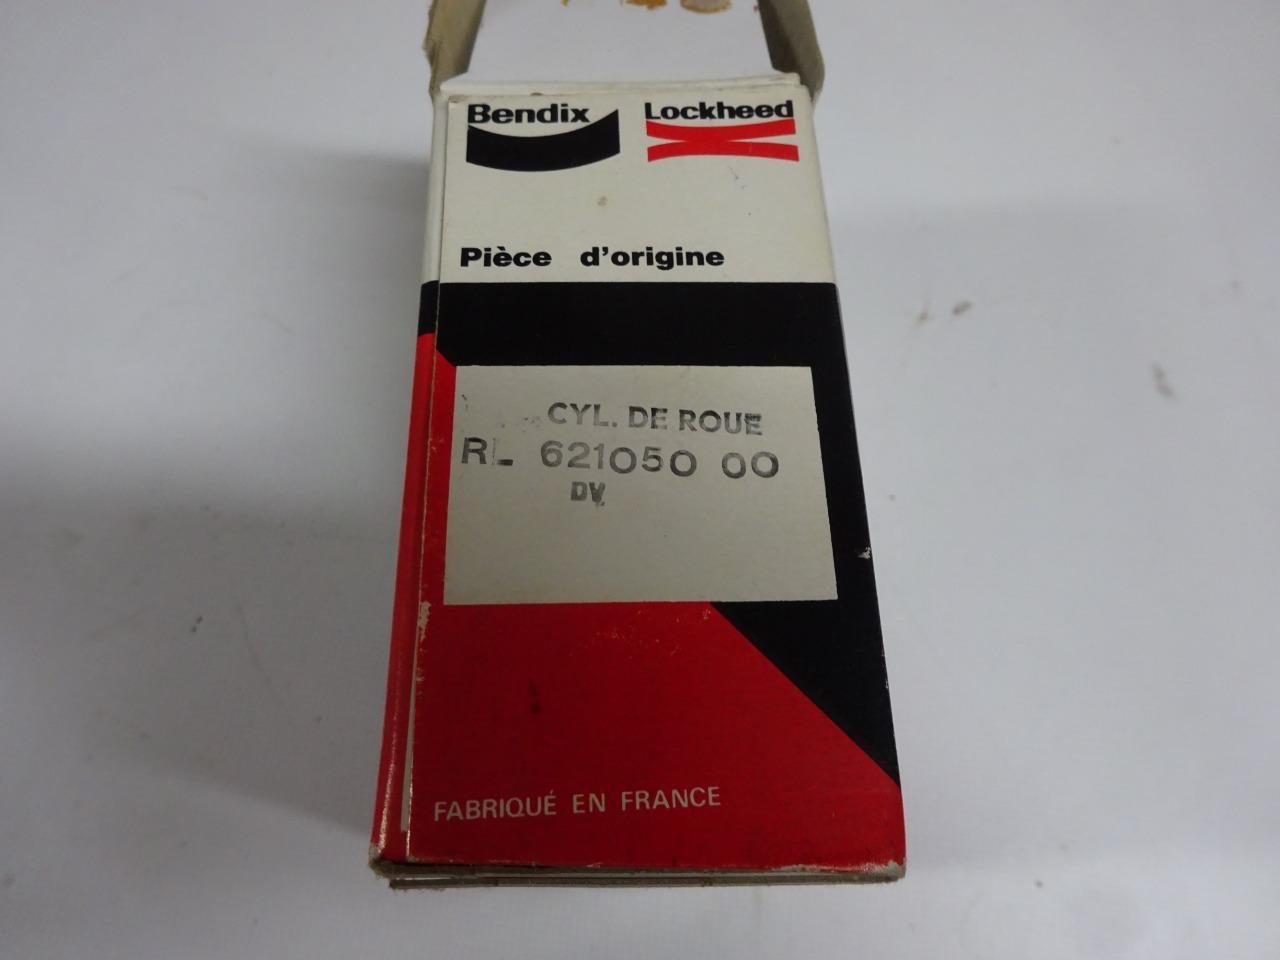 Bendix Lockheed
Pièce d'origine
CYL. DE ROUE
RL 621050 00
DV
FABRIQUÉ EN FRANCE